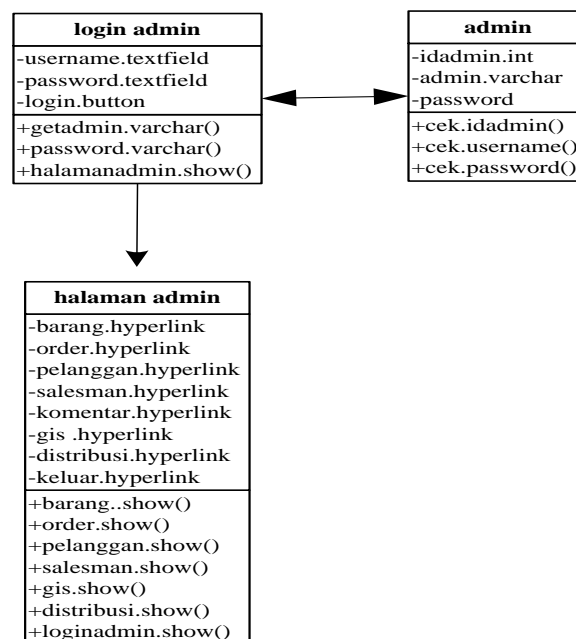 login admin
-username.textfield
-password.textfield
-login.button
+getadmin.varchar()
+password.varchar()
+halamanadmin.show()
admin
-idadmin.int
-admin.varchar
-password
+cek.idadmin()
+cek.username()
+cek.password()
halaman admin
-barang.hyperlink
-order.hyperlink
-pelanggan.hyperlink
-salesman.hyperlink
-komentar.hyperlink
-gis .hyperlink
-distribusi.hyperlink
-keluar.hyperlink
+barang..show()
+order.show()
+pelanggan.show()
+salesman.show()
+gis.show()
+distribusi.show()
+loginadmin.show()